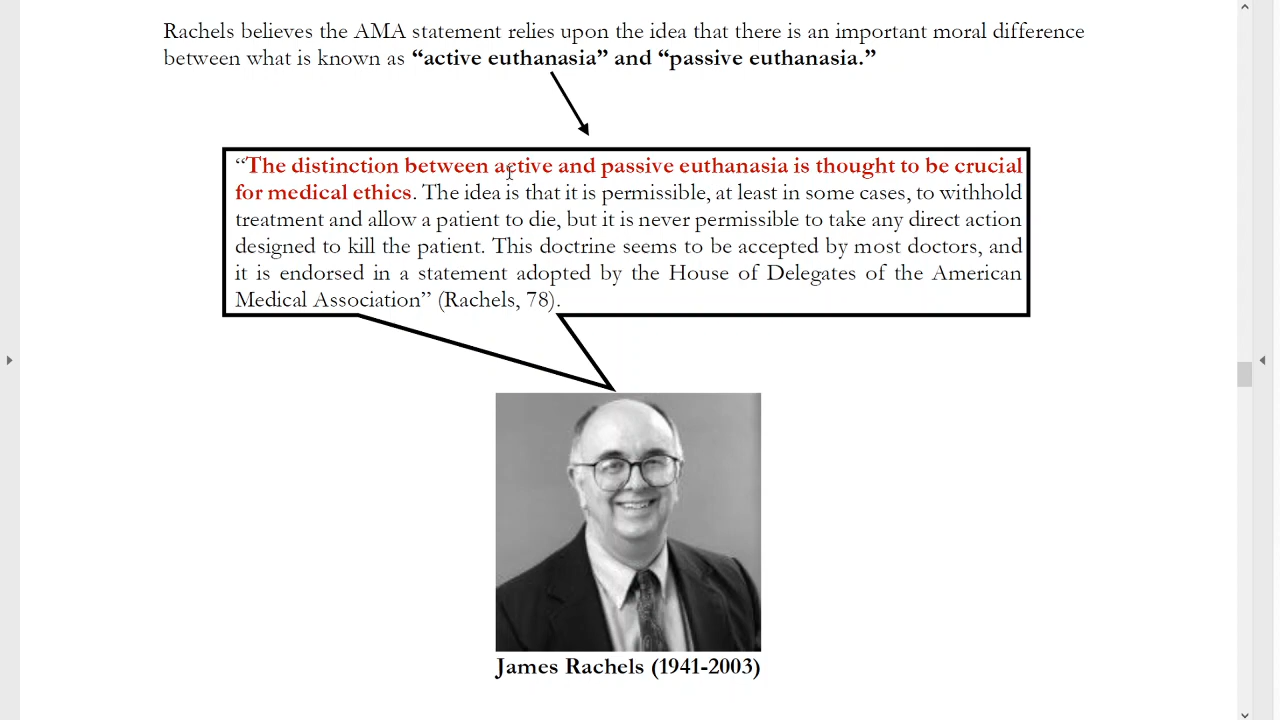 Rachels believes the AMA statement relies upon the idea that there is an important moral difference
between what is known as “active euthanasia” and “passive euthanasia.”
“The distinction between active and passive euthanasia is thought to be crucial
for medical ethics. The idea is that it is permissible, at least in some cases, to withhold
treatment and allow a patient to die, but it is never permissible to take any direct action
designed to kill the patient. This doctrine seems to be accepted by most doctors, and
it is endorsed in a statement adopted by the House of Delegates of the American
Medical Association” (Rachels, 78).
James Rachels (1941-2003)